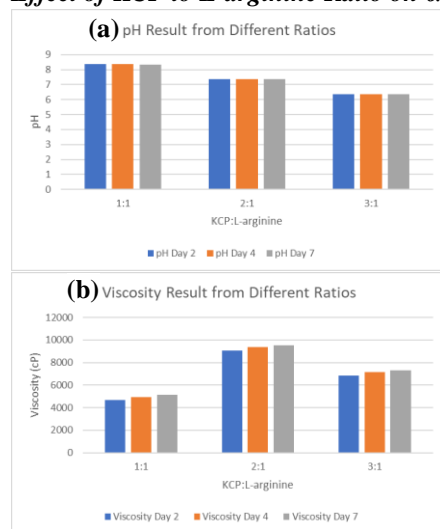 Effect of KCP to L-arginine Ratio on
(a) pH Result from Different Ratios
9
8
7
6
5
4
3
2
1
0
pH
1:1 2:1 3:1
KCP:L-arginine
pH Day 2 pH Day 4 pH Day 7
(b) Viscosity Result from Different Ratios
12000
10000
8000
6000
4000
2000
0
Viscosity (cP)
1:1 2:1 3:1
KCP:L-arginine
Viscosity Day 2 Viscosity Day 4 Viscosity Day 7